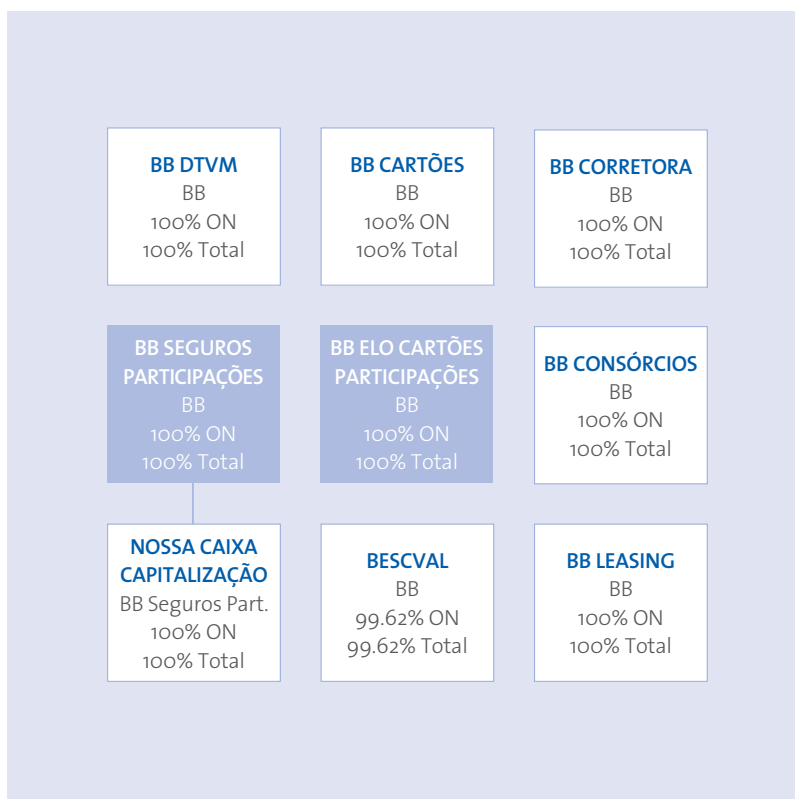 BB DTVM
BB
100% ON
100% Total
BB CARTÕES
BB
100% ON
100% Total
BB CORRETORA
BB
100% ON
100% Total
BB SEGUROS
PARTICIPAÇÕES
BB
100% ON
100% Total
BB ELO CARTÕES
PARTICIPAÇÕES
BB
100% ON
100% Total
BB CONSÓRCIOS
BB
100% ON
100% Total
NOSSA CAIXA
CAPITALIZAÇÃO
BB Seguros Part.
100% ON
100% Total
BESCVAL
BB
99.62% ON
99.62% Total
BB LEASING
BB
100% ON
100% Total